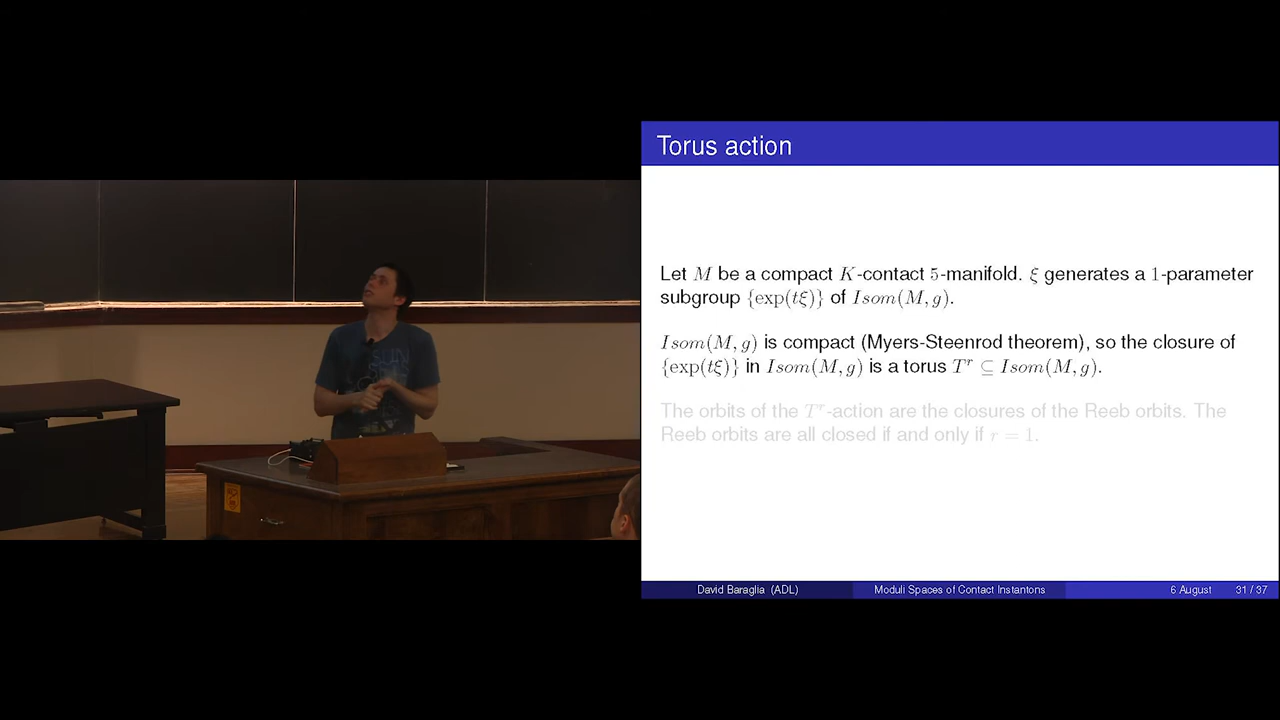 Torus action
Let M be a compact K-contact 5-manifold. ξ generates a 1-parameter
subgroup {exp(tξ)} of Isom(M, g).
Isom(M, g) is compact (Myers-Steenrod theorem), so the closure of
{exp(tξ)} in Isom(M, g) is a torus Tʳ ⊆ Isom(M, g).
The orbits of the Tʳ-action are the closures of the Reeb orbits. The
Reeb orbits are all closed if and only if r = 1.
David Baraglia (ADL) Moduli Spaces of Contact Instantons 6 August 31 / 37